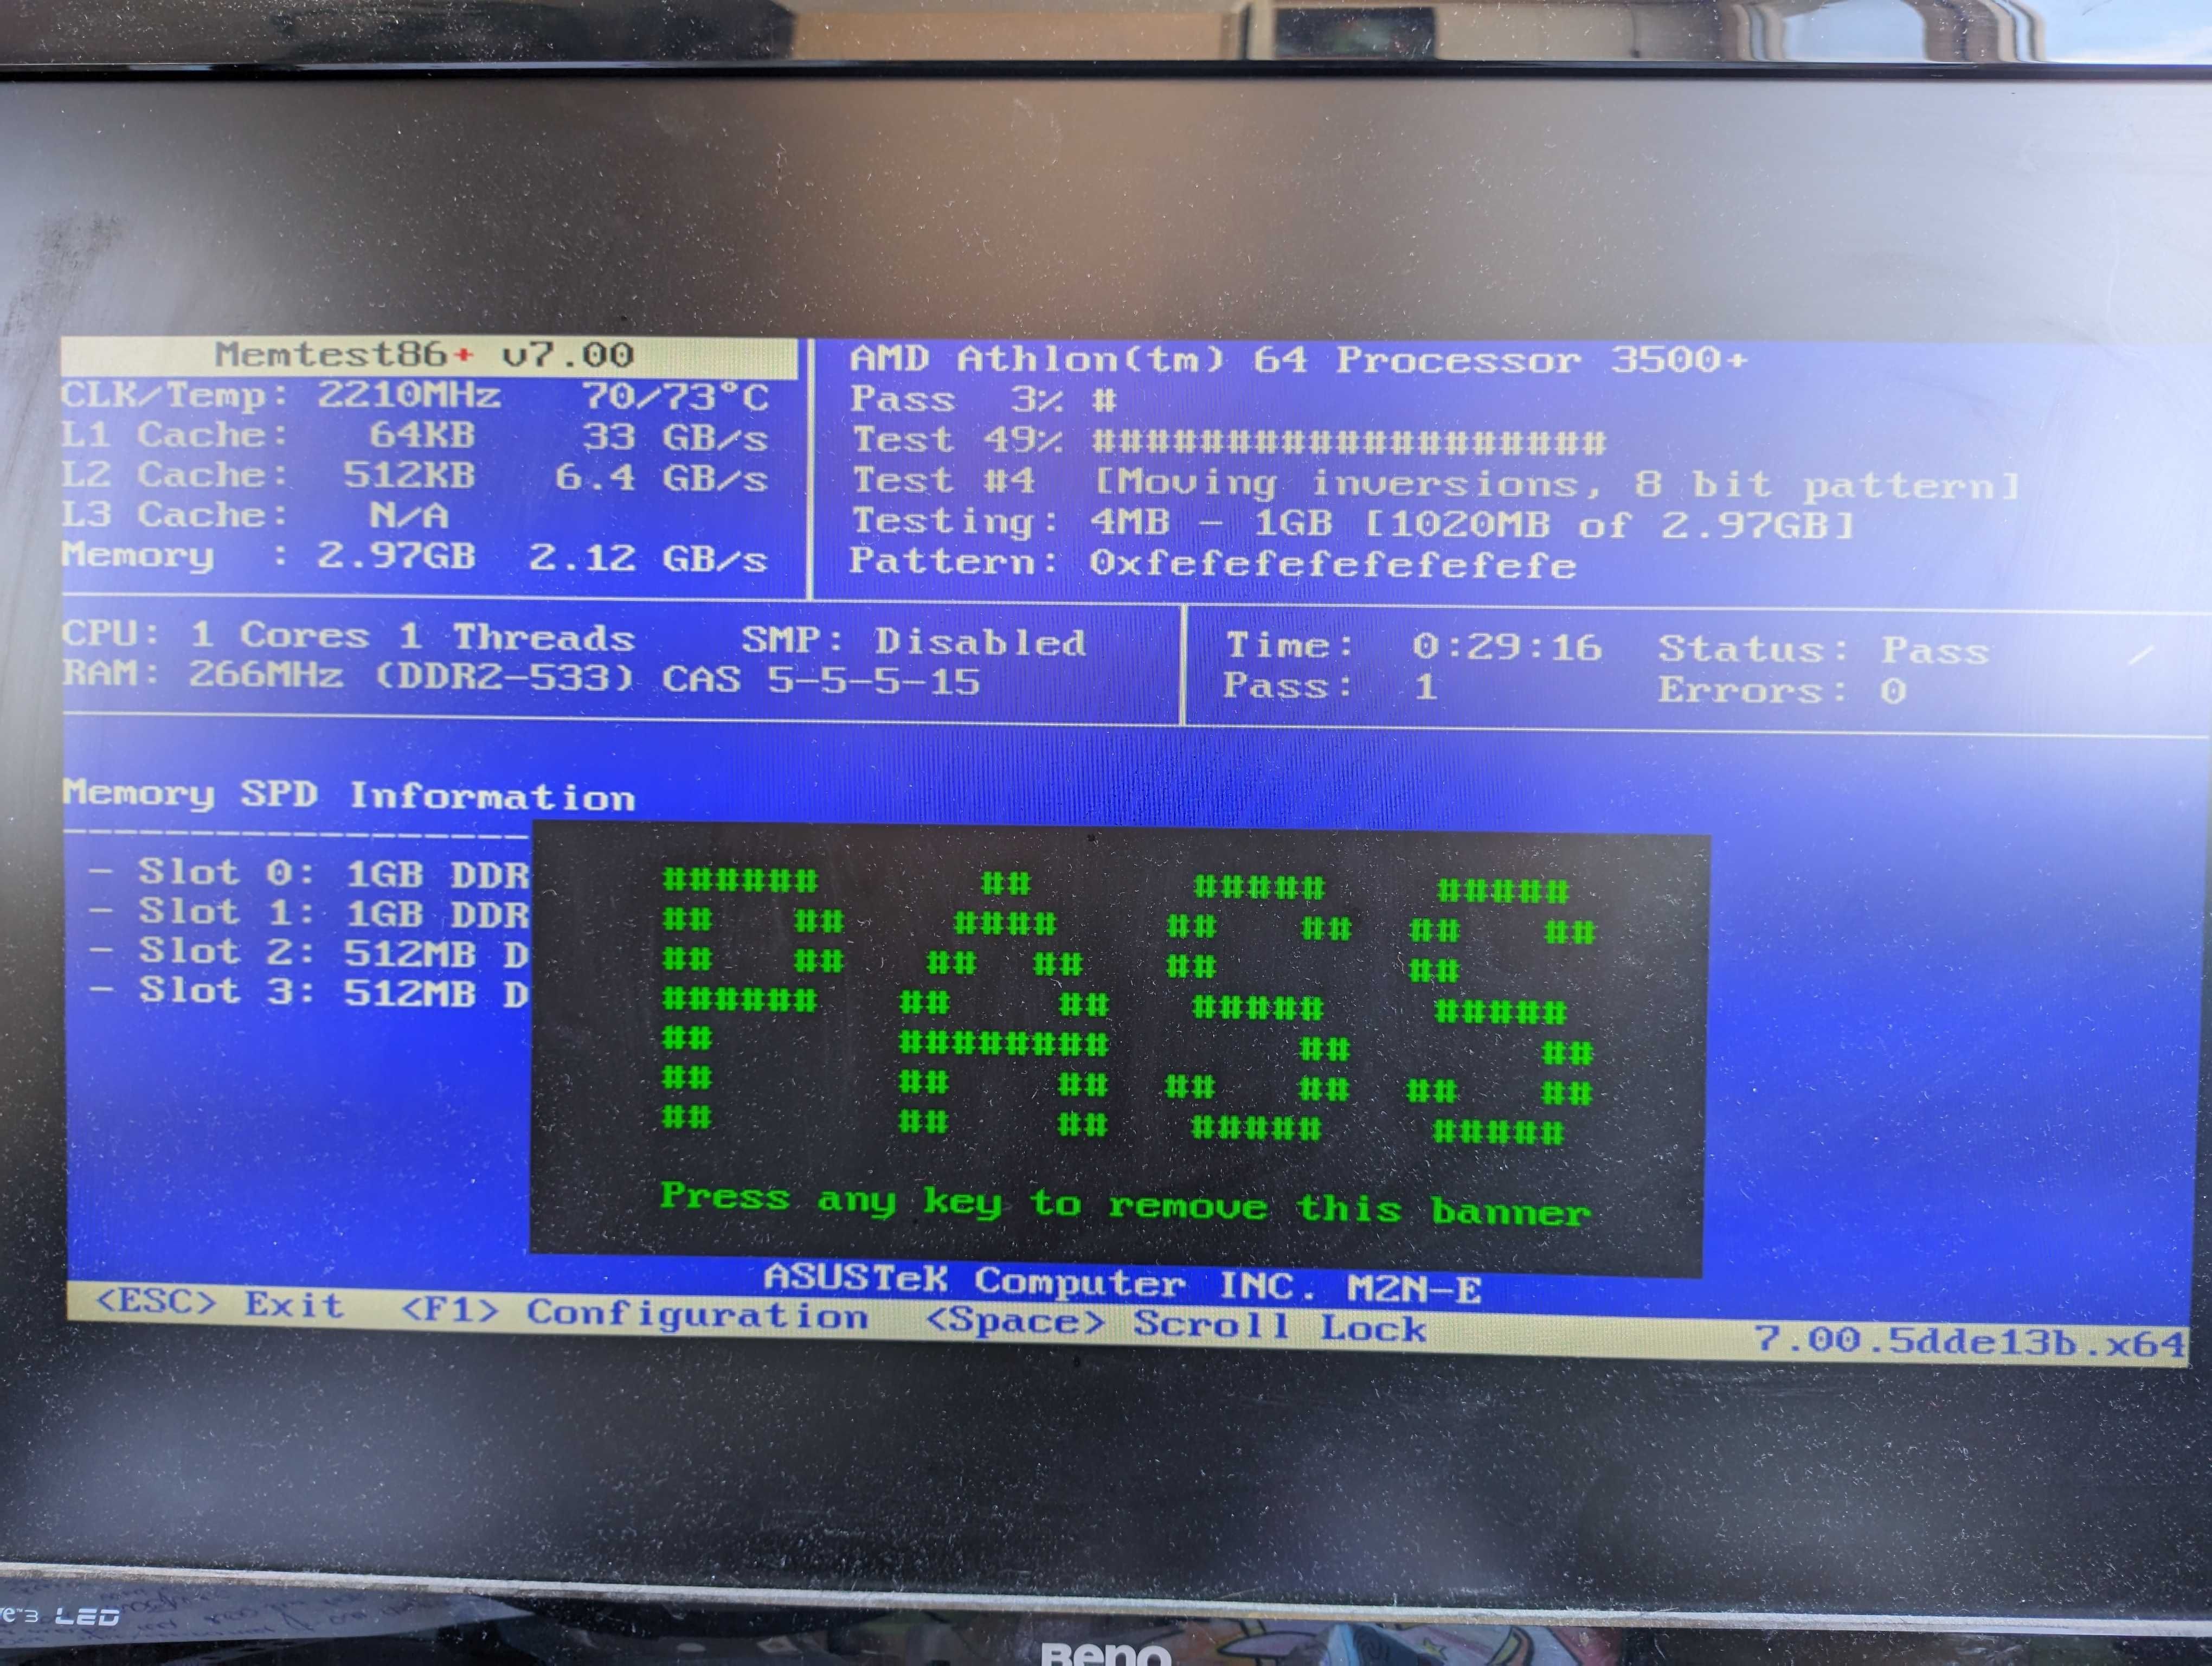 Memtest86+ v7.00
CLK/Temp: 2210MHz 70/73°C
L1 Cache: 64KB 33 GB/s
L2 Cache: 512KB 6.4 GB/s
L3 Cache: N/A
Memory : 2.97GB 2.12 GB/s
AMD Athlon(tm) 64 Processor 3500+
Pass 3% #
Test 49% ###################
Test #4 [Moving inversions, 8 bit pattern]
Testing: 4MB - 1GB [1020MB of 2.97GB]
Pattern: 0xfefefefefefefefe
CPU: 1 Cores 1 Threads SMP: Disabled
RAM: 266MHz (DDR2-533) CAS 5-5-5-15
Time: 0:29:16 Status: Pass /
Pass: 1 Errors: 0
Memory SPD Information
- Slot 0: 1GB DDR
- Slot 1: 1GB DDR
- Slot 2: 512MB D
- Slot 3: 512MB D
PASS
Press any key to remove this banner
ASUSTeK Computer INC. M2N-E
<ESC> Exit <F1> Configuration <Space> Scroll Lock 7.00.5dde13b.x64
LED
BenQ